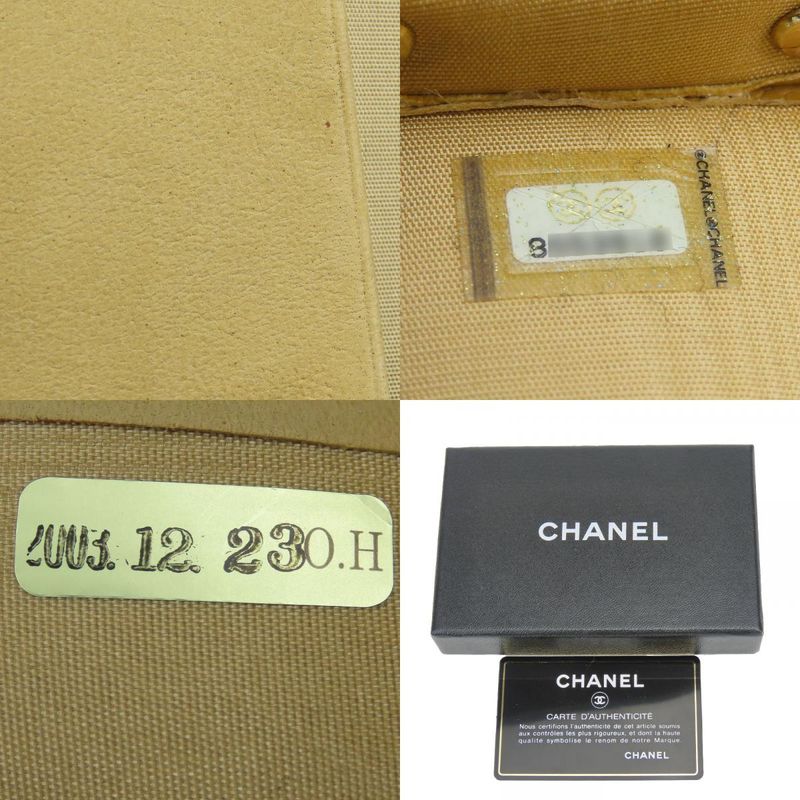 ©CHANEL©CHANEL
8
2003.12.23O.H
CHANEL
CHANEL
CARTE D'AUTHENTICITÉ
Nous certifions l'authenticité de cet article soumis
aux contrôles les plus rigoureux, et dont la haute
qualité symbolise le renom de notre Marque.
CHANEL